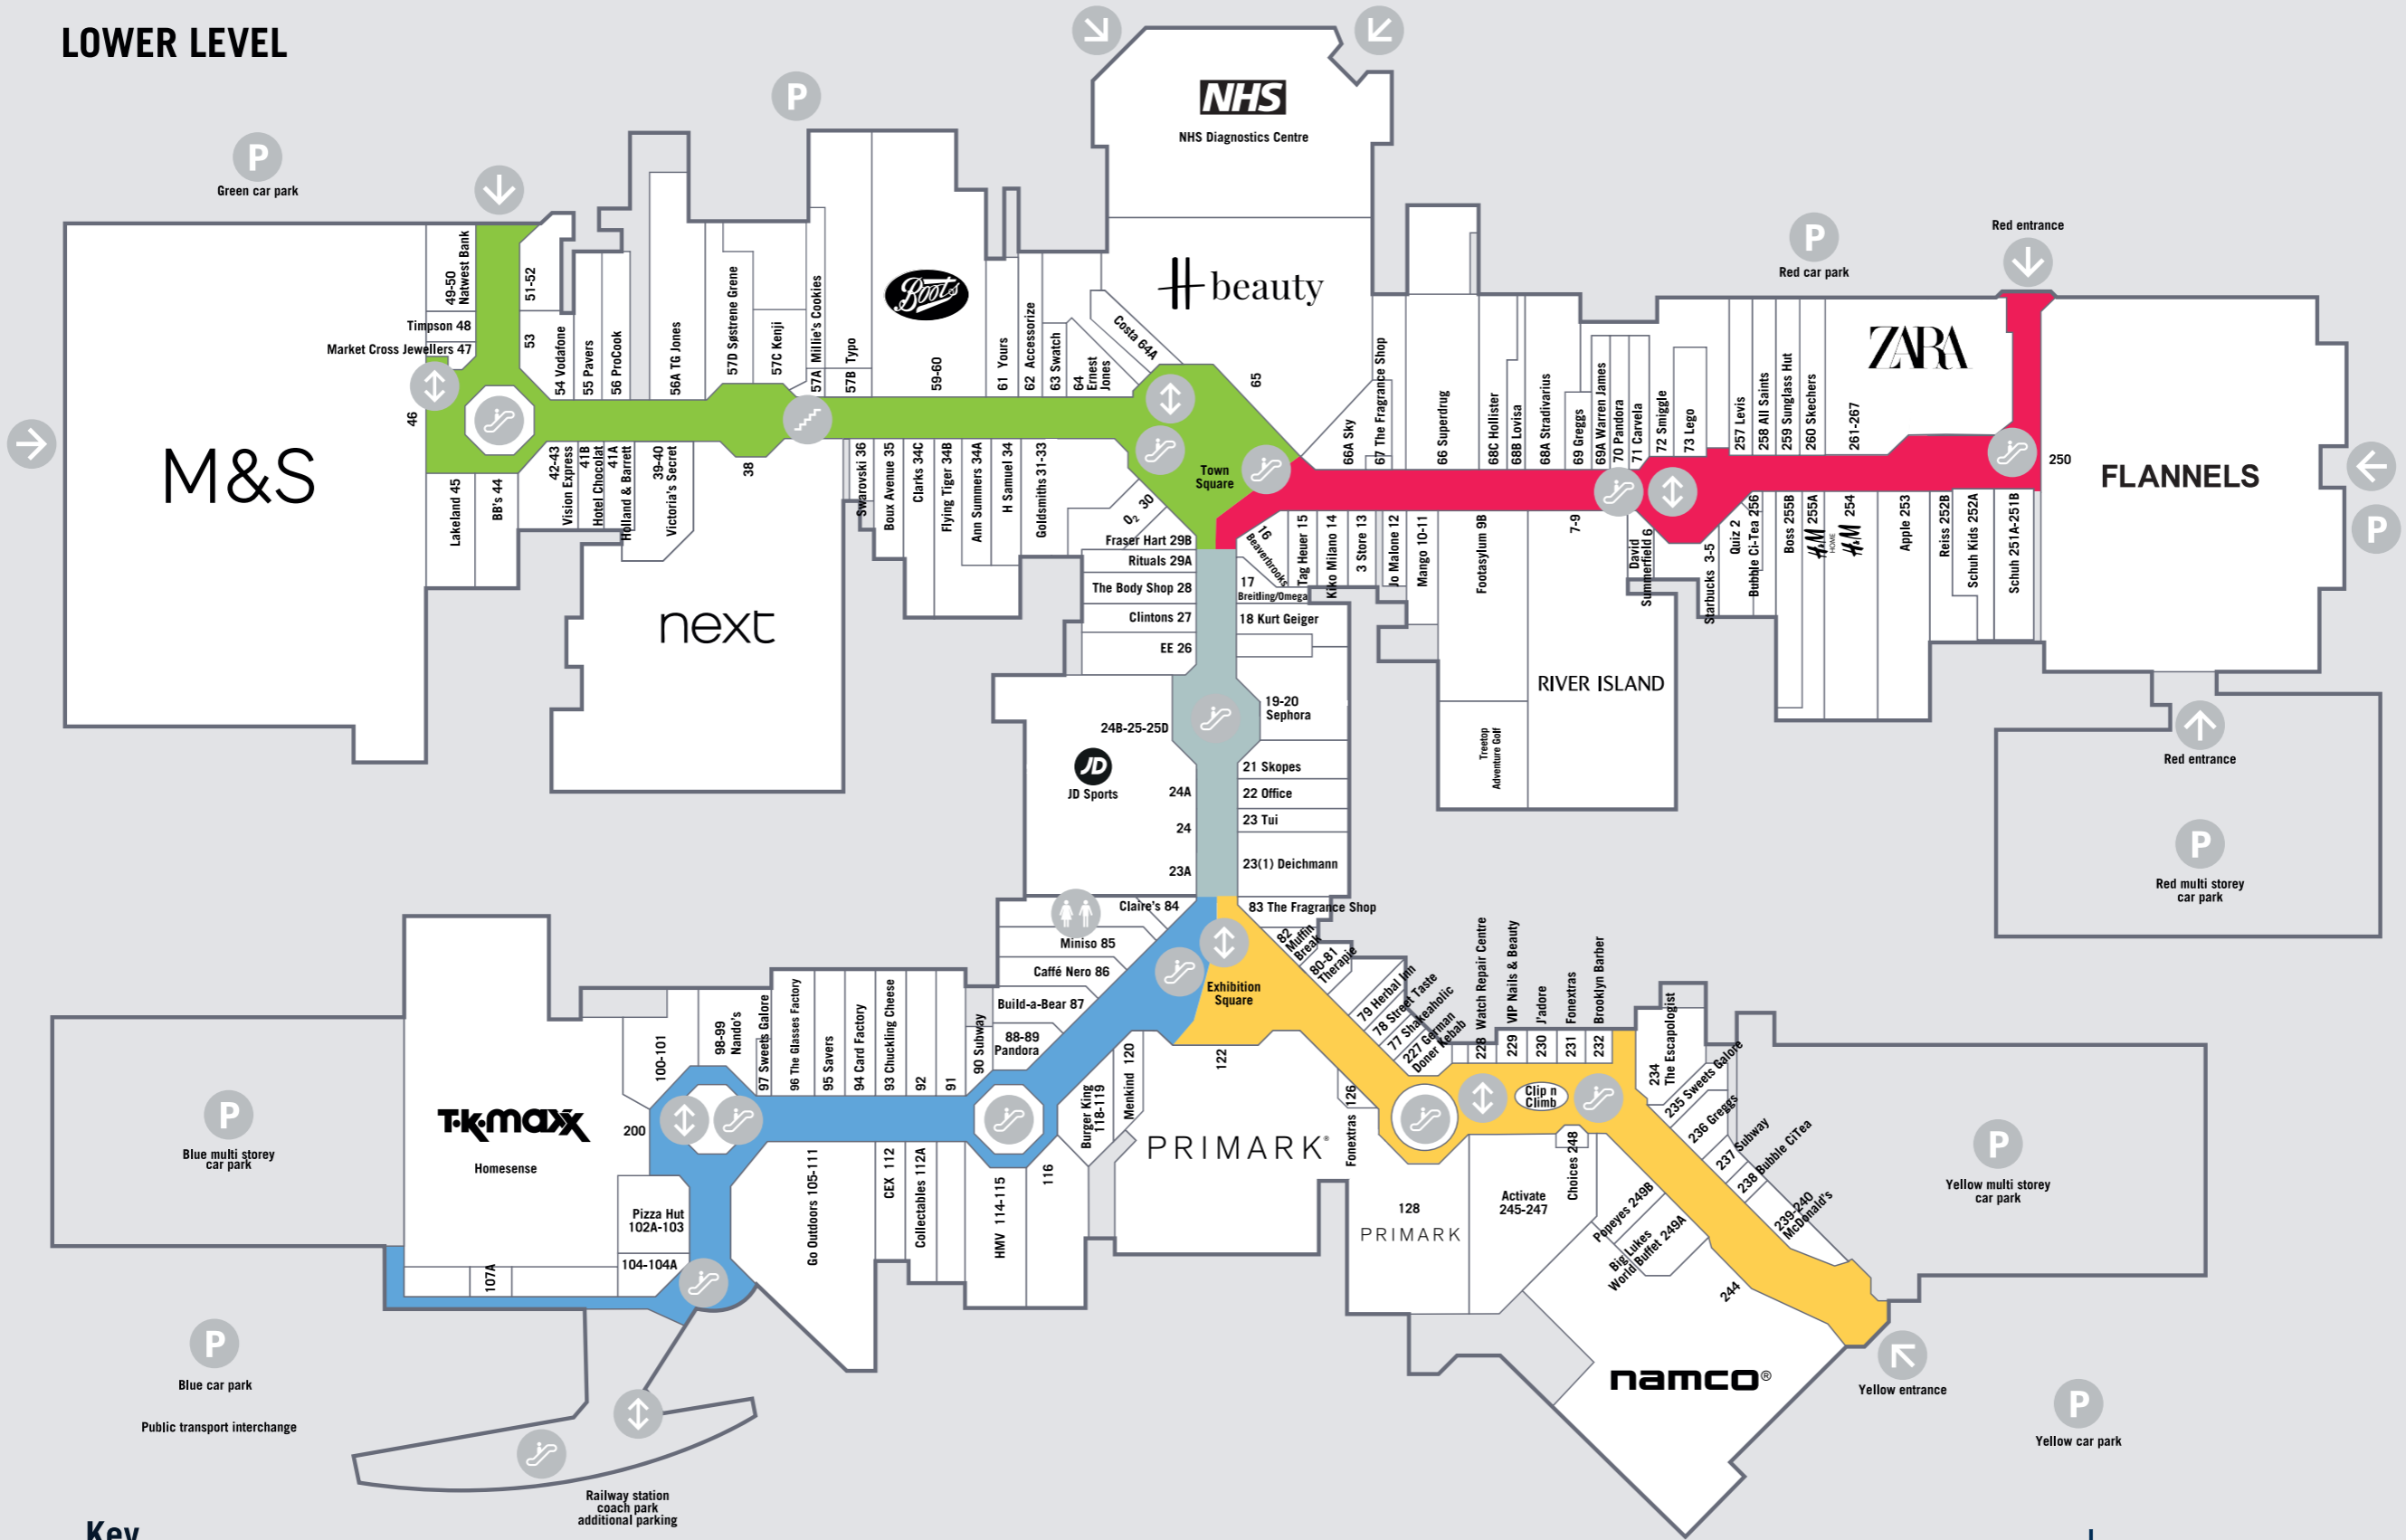 LOWER LEVEL
P
Green car park
P
NHS
NHS Diagnostics Centre
P
Red car park
Red entrance
49-50
Natwest Bank
Timpson 48
Market Cross Jewellers 47
46
M&S
51-52
53
54 Vodafone
55 Pavers
56 ProCook
56A TG Jones
57D Søstrene Grene
57C Kenji
57A Millie's Cookies
57B Typo
Boots
59-60
61 Yours
62 Accessorize
63 Swatch
64
Ernest
Jones
Costa 64A
H beauty
65
66A Sky
67 The Fragrance Shop
66 Superdrug
68C Hollister
68B Lovisa
68A Stradivarius
69 Greggs
69A Warren James
70 Pandora
71 Carvela
72 Smiggle
73 Lego
257 Levis
258 All Saints
259 Sunglass Hut
260 Skechers
261-267
ZARA
250
FLANNELS
P
Lakeland 45
BB's 44
42-43
Vision Express
41B
Hotel Chocolat
41A
Holland & Barrett
39-40
Victoria's Secret
38
next
Swarovski 36
Boux Avenue 35
Clarks 34C
Flying Tiger 34B
Ann Summers 34A
H Samuel 34
Goldsmiths 31-33
O2 30
Fraser Hart 29B
Rituals 29A
The Body Shop 28
Clintons 27
EE 26
Town
Square
16
Beaverbrooks
Tag Heuer 15
Kiko Milano 14
3 Store 13
Jo Malone 12
Mango 10-11
Footasylum 9B
7-9
RIVER ISLAND
Treetop
Adventure Golf
David
Summerfield 6
Starbucks 3-5
Quiz 2
Bubble Ci-Tea 256
Boss 255B
H&M 255A
HOME
H&M 254
Apple 253
Reiss 252B
Schuh Kids 252A
Schuh 251A-251B
Red entrance
P
Red multi storey
car park
17
Breitling/Omega
18 Kurt Geiger
19-20
Sephora
21 Skopes
22 Office
23 Tui
23(1) Deichmann
24B-25-25D
JD
JD Sports
24A
24
23A
Claire's 84
Miniso 85
Caffé Nero 86
Build-a-Bear 87
88-89
Pandora
90 Subway
91
92
93 Chuckling Cheese
94 Card Factory
95 Savers
96 The Glasses Factory
97 Sweets Galore
98-99
Nando's
100-101
TK maxx
Homesense
200
Pizza Hut
102A-103
104-104A
107A
P
Blue multi storey
car park
P
Blue car park
Public transport interchange
Railway station
coach park
additional parking
Go Outdoors 105-111
CEX 112
Collectables 112A
HMV 114-115
116
Burger King
118-119
Menkind 120
122
PRIMARK®
Exhibition
Square
83 The Fragrance Shop
82
Muffin
Break
80-81
Therapie
79 Herbal Inn
78 Street Taste
77 Shakeaholic
227 German
Doner Kebab
228 Watch Repair Centre
229 VIP Nails & Beauty
230 J'adore
231 Fonextras
232 Brooklyn Barber
Clip n
Climb
234
The Escapologist
235 Sweets Galore
236 Greggs
237 Subway
238 Bubble CiTea
239-240
McDonald's
Fonextras 126
128
PRIMARK
Activate
245-247
Choices 248
Popeyes 249B
Big Lukes
World Buffet 249A
244
namco®
P
Yellow multi storey
car park
Yellow entrance
P
Yellow car park
Key